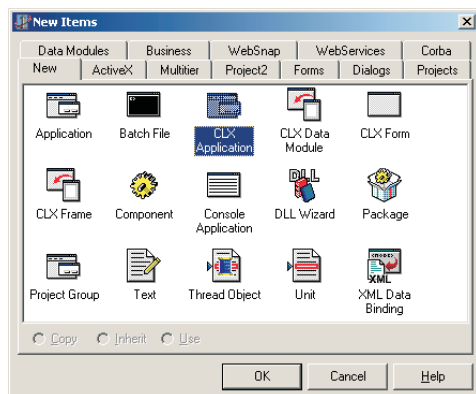 New Items
Data Modules Business WebSnap WebServices Corba
New ActiveX Multitier Project2 Forms Dialogs Projects
Application Batch File CLX Application CLX Data Module CLX Form
CLX Frame Component Console Application DLL Wizard Package
Project Group Text Thread Object Unit XML Data Binding
Copy Inherit Use
OK Cancel Help